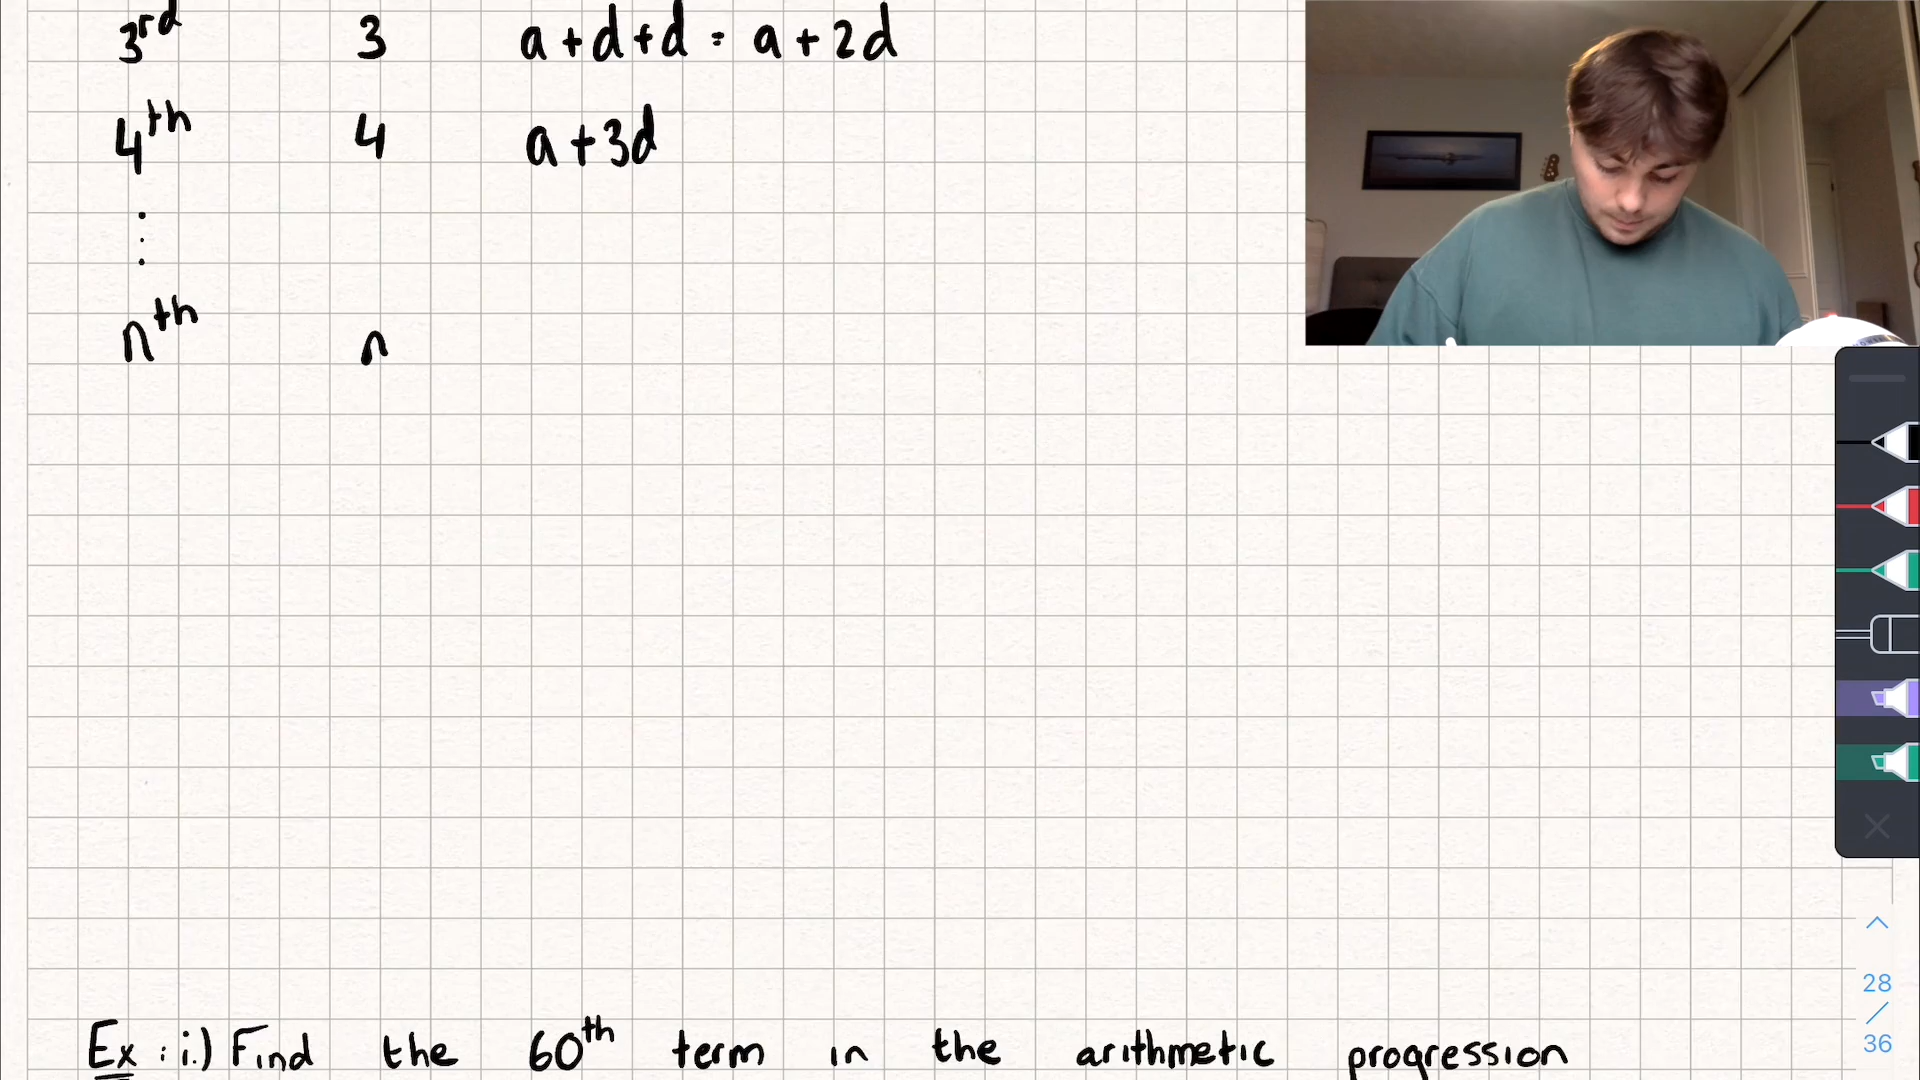 3rd 3 a+d+d = a+2d
4th 4 a+3d
⋮
nth n
Ex : i.) Find the 60th term in the arithmetic progression
28
/
36